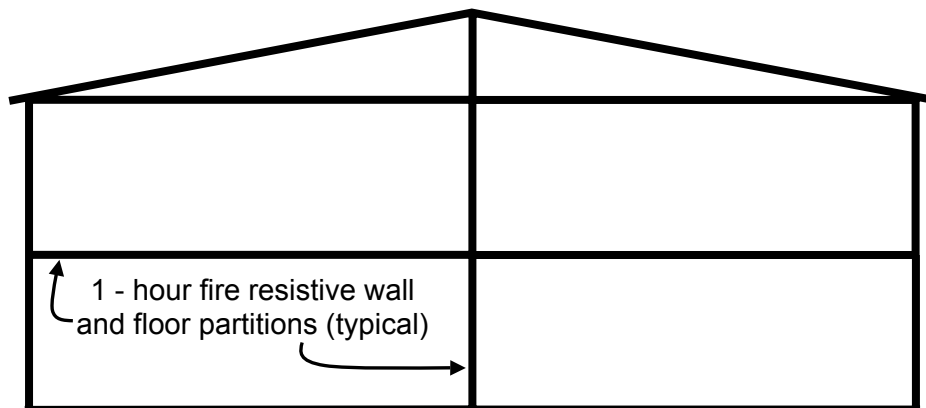 1 - hour fire resistive wall
and floor partitions (typical)